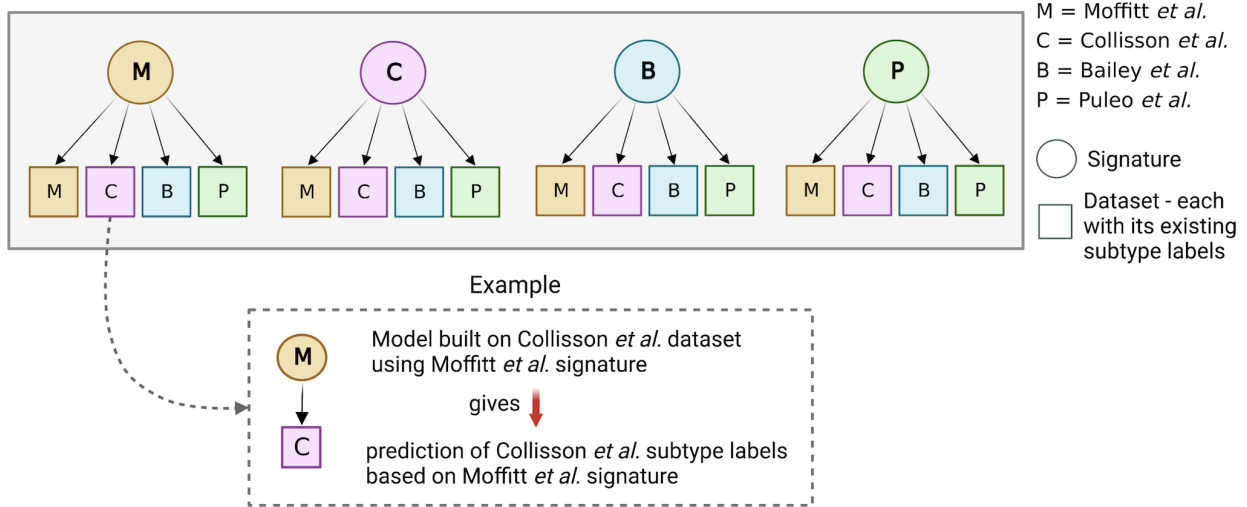 M = Moffitt et al.
C = Collisson et al.
B = Bailey et al.
P = Puleo et al.
M
C
B
P
M C B P
M C B P
M C B P
M C B P
Signature
Dataset - each
with its existing
subtype labels
Example
M
Model built on Collisson et al. dataset
using Moffitt et al. signature
gives
C
prediction of Collisson et al. subtype labels
based on Moffitt et al. signature